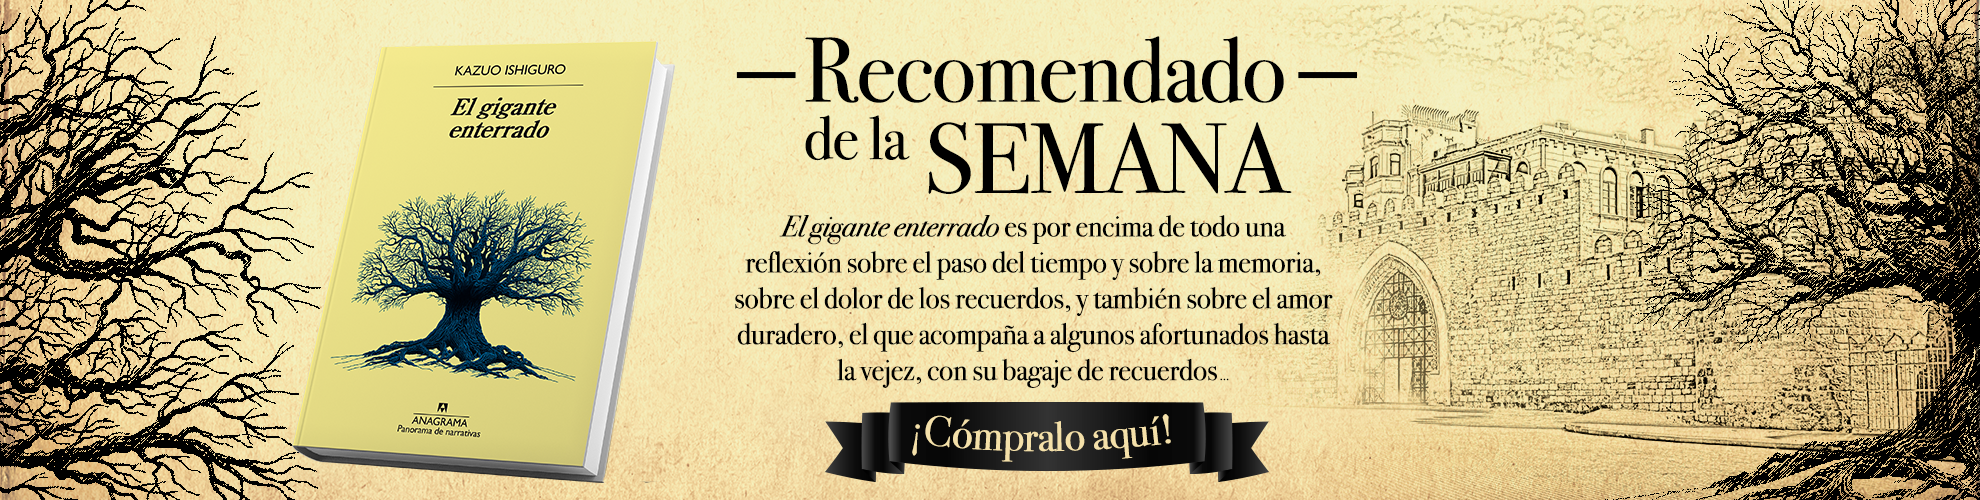 KAZUO ISHIGURO
El gigante
enterrado
ANAGRAMA
Panorama de narrativas
Recomendado
de la SEMANA
El gigante enterrado es por encima de todo una
reflexión sobre el paso del tiempo y sobre la memoria,
sobre el dolor de los recuerdos, y también sobre el amor
duradero, el que acompaña a algunos afortunados hasta
la vejez, con su bagaje de recuerdos...
¡Cómpralo aquí!